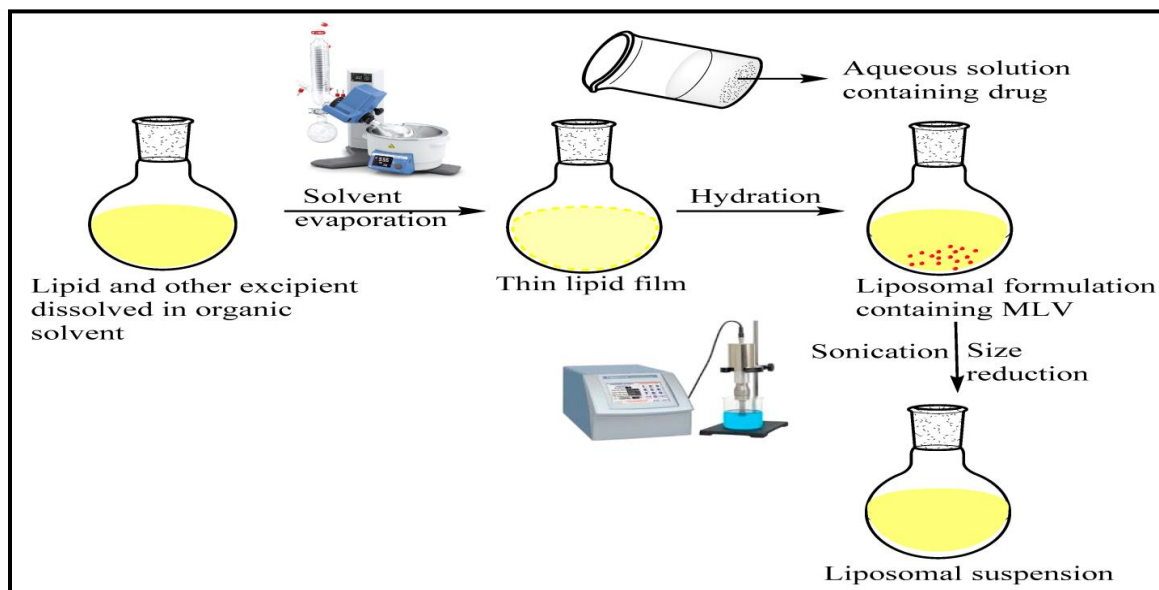 Aqueous solution
containing drug
Solvent
evaporation
Hydration
Lipid and other excipient
dissolved in organic
solvent
Thin lipid film
Liposomal formulation
containing MLV
Sonication
Size
reduction
Liposomal suspension